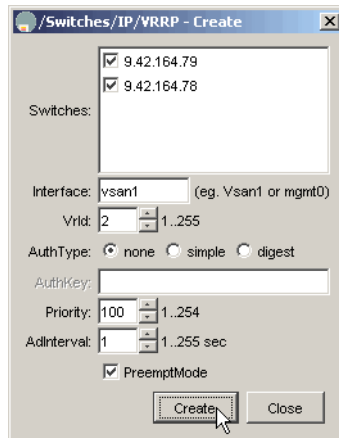 /Switches/IP/VRRP - Create
9.42.164.79
9.42.164.78
Switches:
Interface: vsan1 (eg. Vsan1 or mgmt0)
VrId: 2 1..255
AuthType: none simple digest
AuthKey:
Priority: 100 1..254
AdInterval: 1 1..255 sec
PreemptMode
Create Close